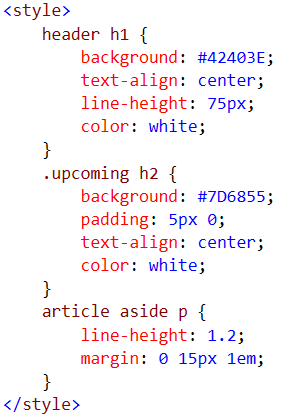 <style>
header h1 {
background: #42403E;
text-align: center;
line-height: 75px;
color: white;
}
.upcoming h2 {
background: #7D6855;
padding: 5px 0;
text-align: center;
color: white;
}
article aside p {
line-height: 1.2;
margin: 0 15px 1em;
}
</style>